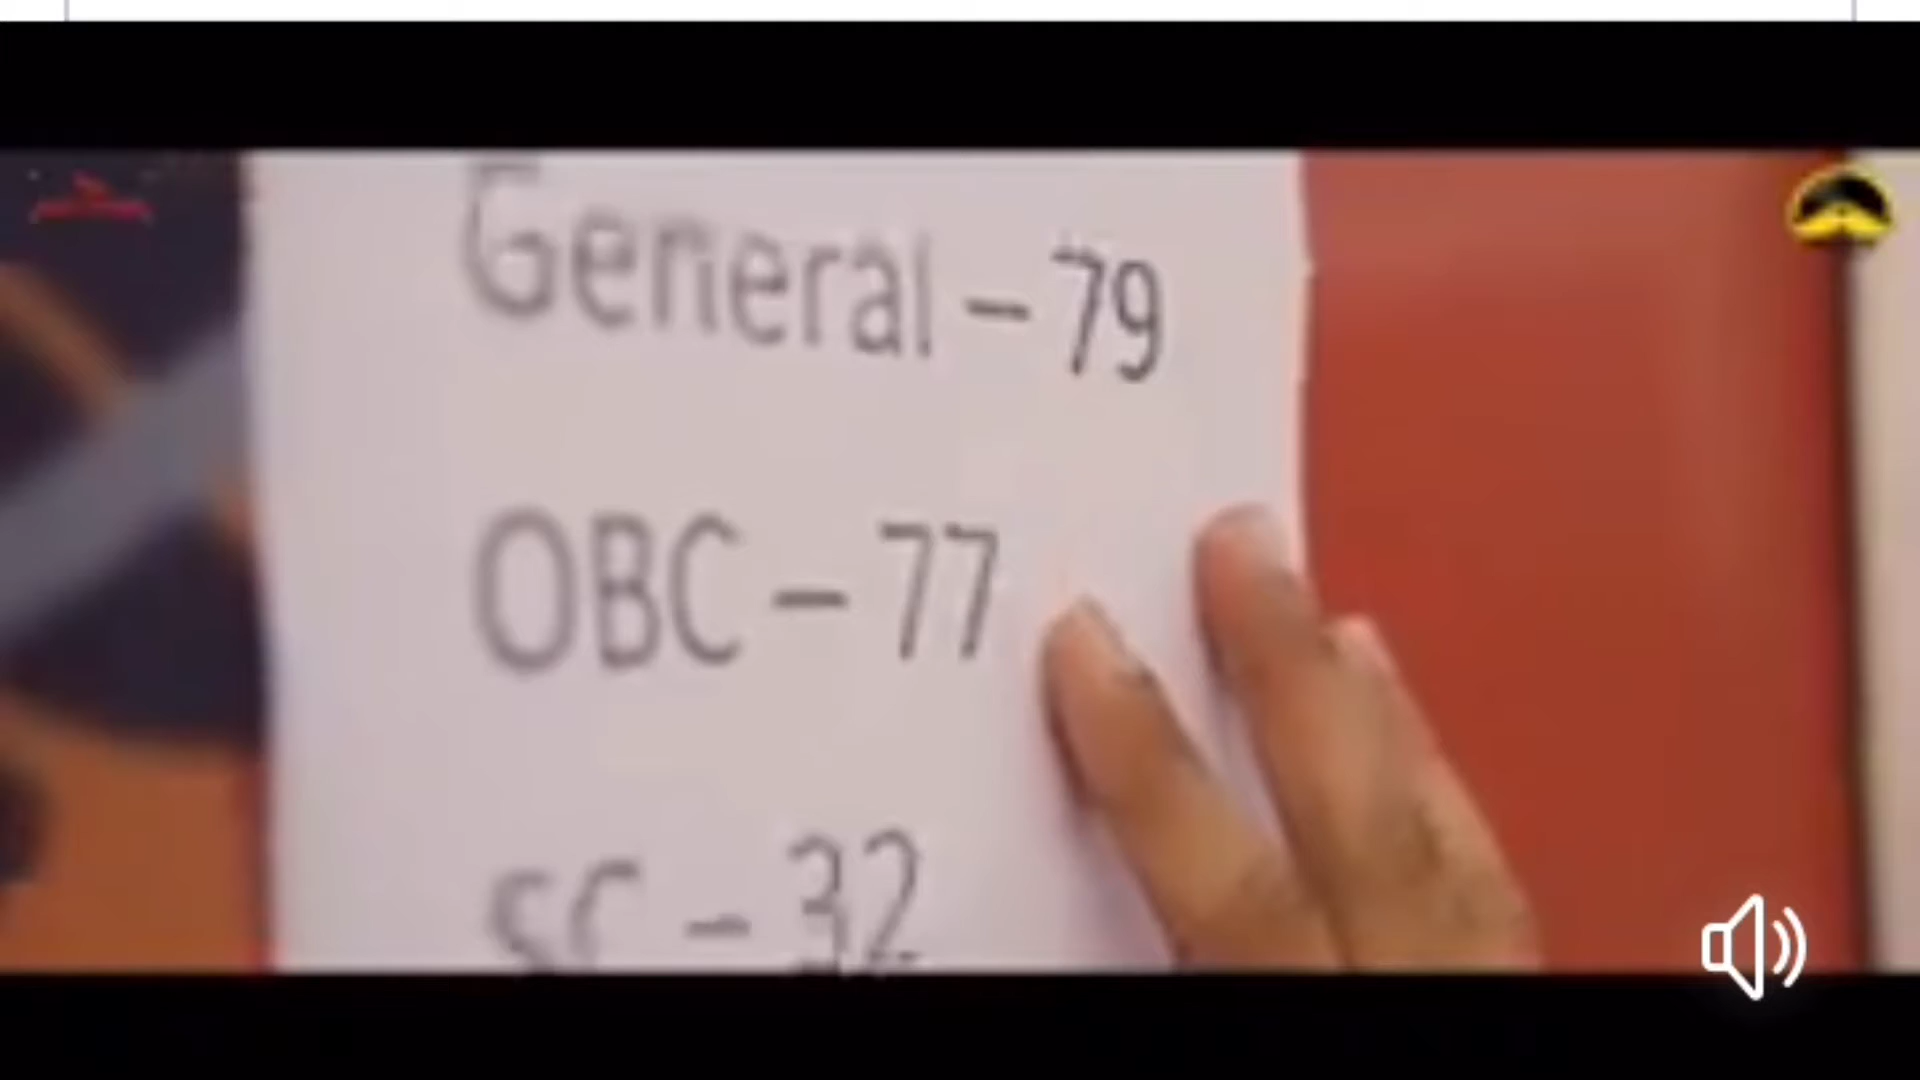 General – 79
OBC – 77
SC – 32